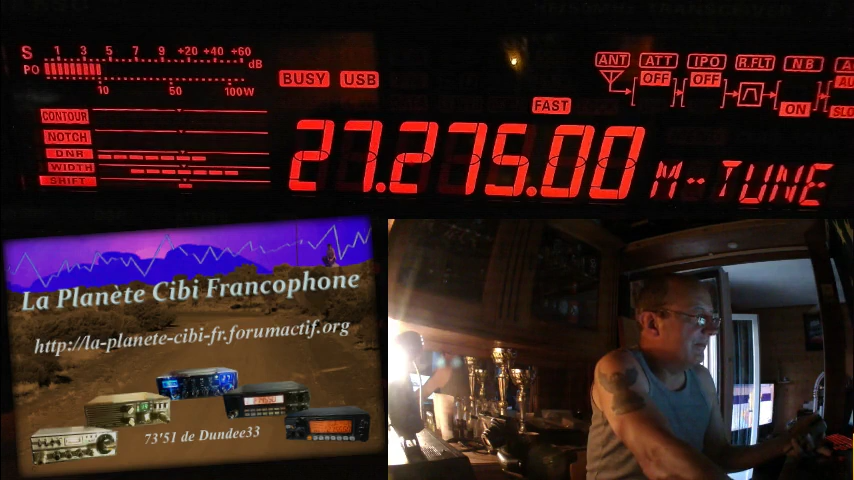 S 1 3 5 7 9 +20 +40 +60 dB
PO
10 50 100W
BUSY USB
ANT ATT IPO R.FLT NB
OFF OFF
ON
FAST
CONTOUR
NOTCH
DNR
WIDTH
SHIFT
27.275.00 M-TUNE
La Planète Cibi Francophone
http://la-planete-cibi-fr.forumactif.org
73'51 de Dundee33